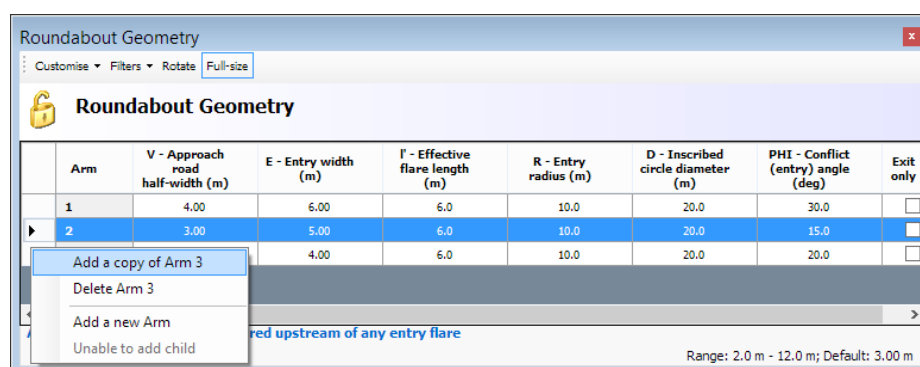 Roundabout Geometry
x
Customise Filters Rotate Full-size
Roundabout Geometry
Arm
V - Approach
road
half-width (m)
E - Entry width
(m)
l' - Effective
flare length
(m)
R - Entry
radius (m)
D - Inscribed
circle diameter
(m)
PHI - Conflict
(entry) angle
(deg)
Exit
only
1 4.00 6.00 6.0 10.0 20.0 30.0
2 3.00 5.00 6.0 10.0 20.0 15.0
4.00 6.0 10.0 20.0 20.0
Add a copy of Arm 3
Delete Arm 3
Add a new Arm
Unable to add child
red upstream of any entry flare
Range: 2.0 m - 12.0 m; Default: 3.00 m